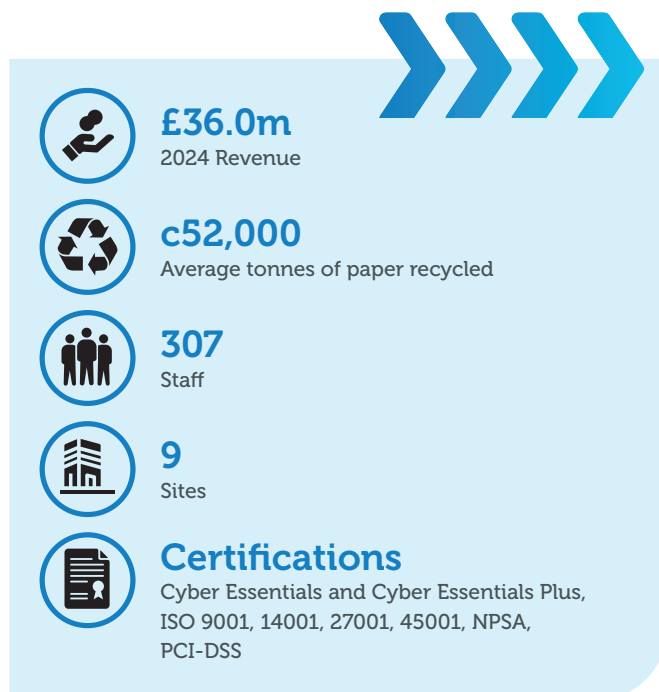 £36.0m
2024 Revenue
c52,000
Average tonnes of paper recycled
307
Staff
9
Sites
Certifications
Cyber Essentials and Cyber Essentials Plus,
ISO 9001, 14001, 27001, 45001, NPSA,
PCI-DSS